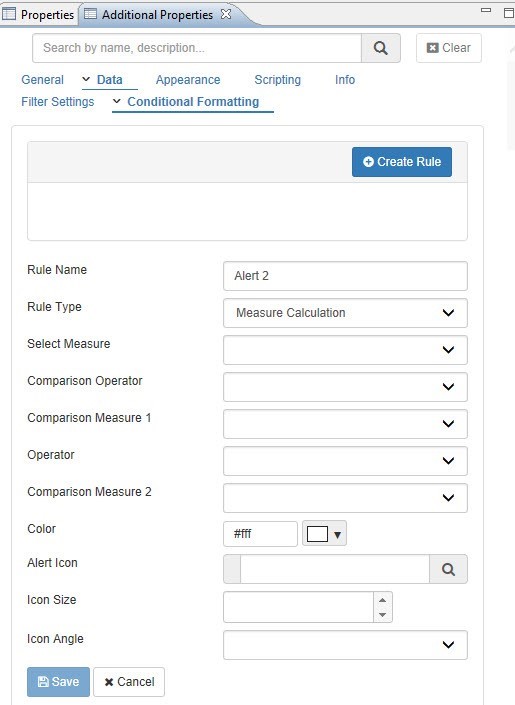 Properties Additional Properties
Search by name, description... Clear
General Data Appearance Scripting Info
Filter Settings Conditional Formatting
Create Rule
Rule Name Alert 2
Rule Type Measure Calculation
Select Measure
Comparison Operator
Comparison Measure 1
Operator
Comparison Measure 2
Color #fff
Alert Icon
Icon Size
Icon Angle
Save Cancel